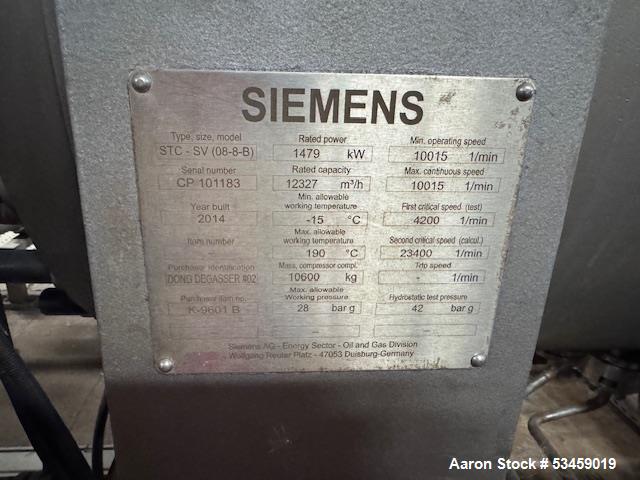 SIEMENS
Type, size, model Rated power Min. operating speed
STC - SV (08-8-B) 1479 kW 10015 1/min
Serial number Rated capacity Max. continuous speed
CP 101183 12327 m³/h 10015 1/min
Year built Min. allowable working temperature First critical speed (test)
2014 -15 °C 4200 1/min
Item number Max. allowable working temperature Second critical speed (calcul.)
190 °C 23400 1/min
Purchaser identification Mass, compressor compl. Trip speed
DONG DEGASSER #02 10600 kg - 1/min
Purchaser item no. Max. allowable Working pressure Hydrostatic test pressure
K-9601 B 28 bar g 42 bar g
- -
Siemens AG - Energy Sector - Oil and Gas Division
Wolfgang Reuter Platz - 47053 Duisburg-Germany
Aaron Stock # 53459019